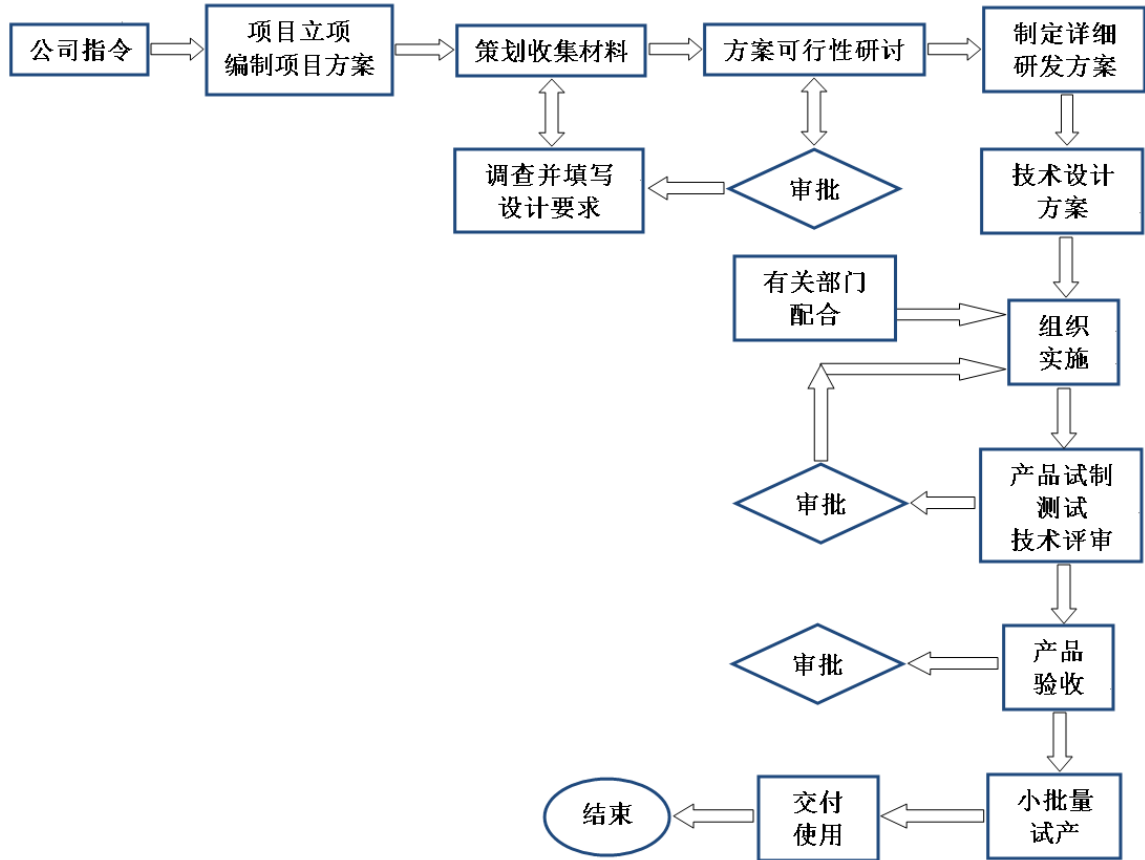 公司指令
项目立项
编制项目方案
策划收集材料
方案可行性研讨
制定详细
研发方案
调查并填写
设计要求
审批
技术设计
方案
有关部门
配合
组织
实施
审批
产品试制
测试
技术评审
审批
产品
验收
结束
交付
使用
小批量
试产